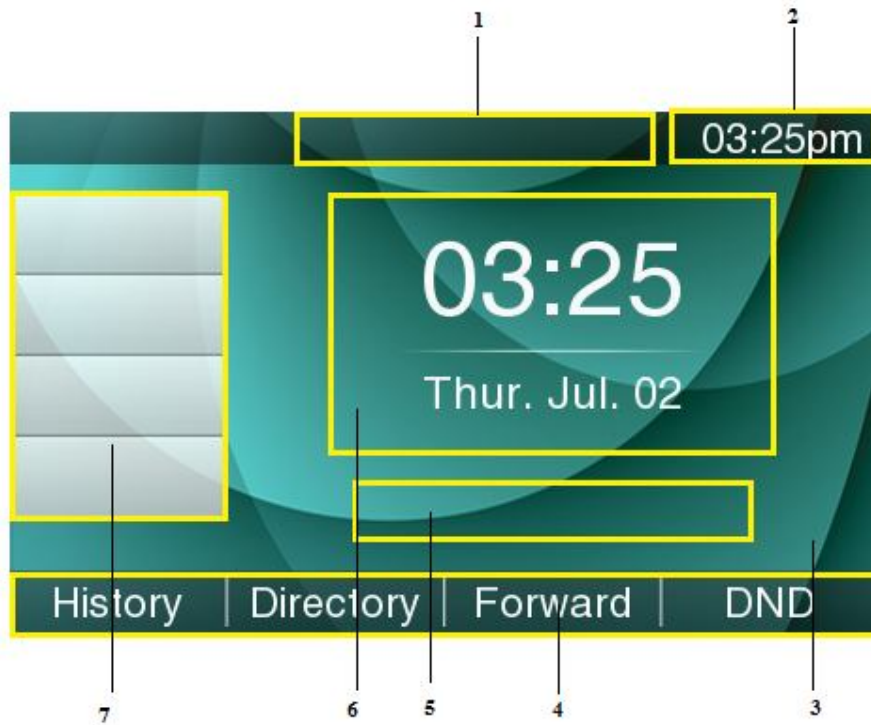 1 2
03:25pm
03:25
Thur. Jul. 02
History Directory Forward DND
7 6 5 4 3